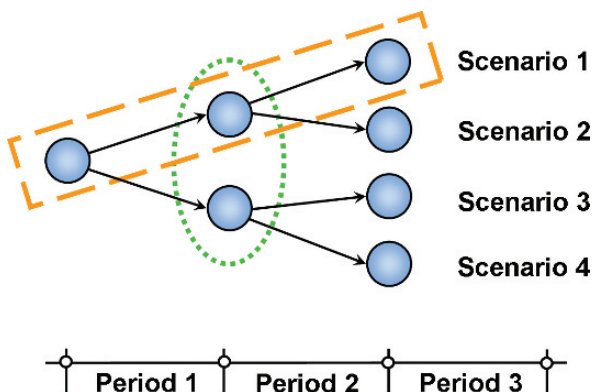 Scenario 1
Scenario 2
Scenario 3
Scenario 4
Period 1 Period 2 Period 3